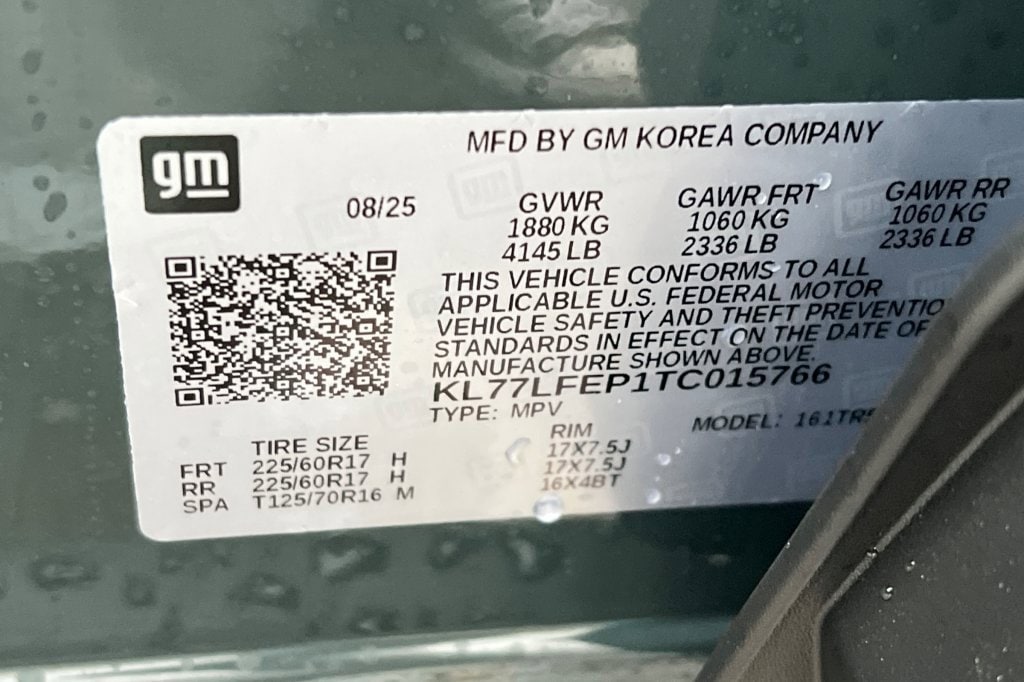 gm
MFD BY GM KOREA COMPANY
08/25
GVWR GAWR FRT GAWR RR
1880 KG 1060 KG 1060 KG
4145 LB 2336 LB 2336 LB
THIS VEHICLE CONFORMS TO ALL
APPLICABLE U.S. FEDERAL MOTOR
VEHICLE SAFETY AND THEFT PREVENTIO
STANDARDS IN EFFECT ON THE DATE OF
MANUFACTURE SHOWN ABOVE.
KL77LFEP1TC015766
TYPE: MPV MODEL:
TIRE SIZE RIM
FRT 225/60R17 H 17X7.5J
RR 225/60R17 H 17X7.5J
SPA T125/70R16 M 16X4BT